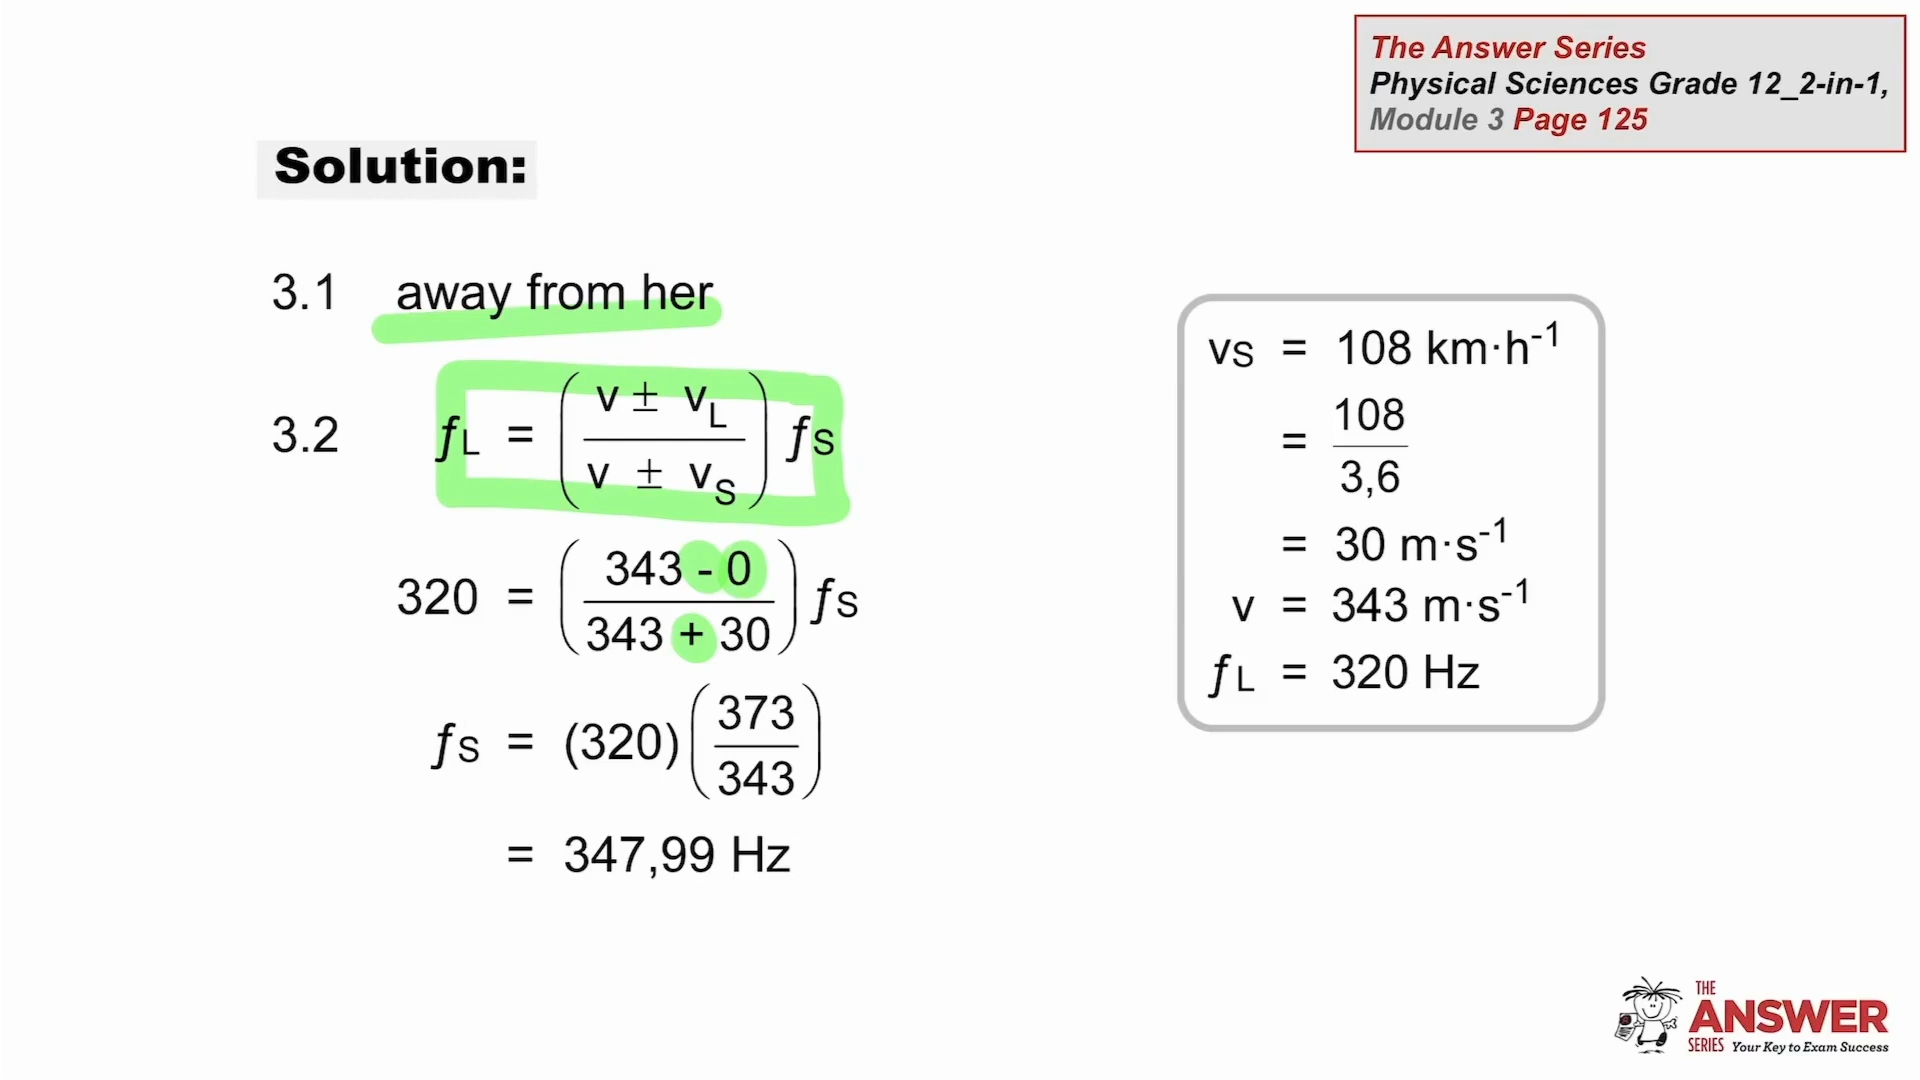 The Answer Series
Physical Sciences Grade 12_2-in-1,
Module 3 Page 125
Solution:
3.1 away from her
3.2 fL = (v ± vL / v ± vS) fS
320 = (343 - 0 / 343 + 30) fS
fS = (320) (373 / 343)
= 347,99 Hz
vS = 108 km·h⁻¹
= 108 / 3,6
= 30 m·s⁻¹
v = 343 m·s⁻¹
fL = 320 Hz
THE
ANSWER
SERIES Your Key to Exam Success